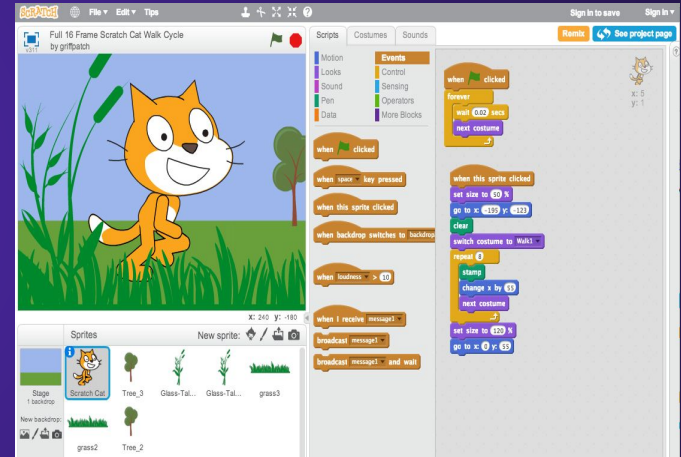 SCRATCH File ▾ Edit ▾ Tips Sign in to save Sign In ▾
Full 16 Frame Scratch Cat Walk Cycle
by griffpatch
v311
Scripts Costumes Sounds
Remix See project page
Motion Events
Looks Control
Sound Sensing
Pen Operators
Data More Blocks
when clicked
when space key pressed
when this sprite clicked
when backdrop switches to backdrop
when loudness > 10
when I receive message1
broadcast message1
broadcast message1 and wait
when clicked
forever
wait 0.02 secs
next costume
when this sprite clicked
set size to 50 %
go to x: -195 y: -123
clear
switch costume to Walk1
repeat 8
stamp
change x by 55
next costume
set size to 120 %
go to x: 0 y: 55
x: 5
y: 1
X: 240 y: -180
Sprites New sprite:
Stage
1 backdrop
New backdrop:
Scratch Cat Tree_3 Glass-Tal... Glass-Tal... grass3
grass2 Tree_2